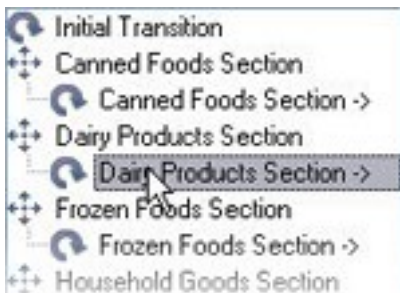 Initial Transition
Canned Foods Section
Canned Foods Section ->
Dairy Products Section
Dairy Products Section ->
Frozen Foods Section
Frozen Foods Section ->
Household Goods Section